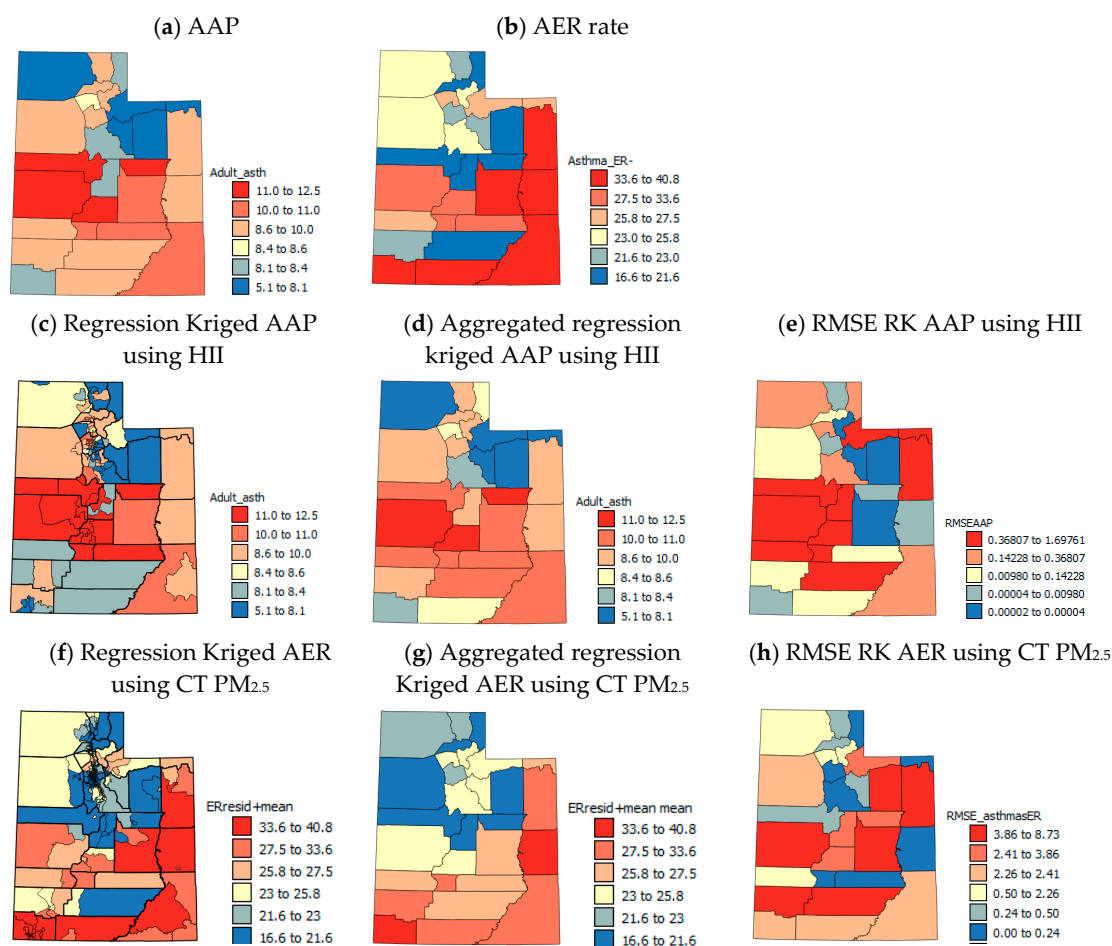 (a) AAP
(b) AER rate
Adult_asth
11.0 to 12.5
10.0 to 11.0
8.6 to 10.0
8.4 to 8.6
8.1 to 8.4
5.1 to 8.1
Asthma_ER-
33.6 to 40.8
27.5 to 33.6
25.8 to 27.5
23.0 to 25.8
21.6 to 23.0
16.6 to 21.6
(c) Regression Kriged AAP
using HII
(d) Aggregated regression
kriged AAP using HII
(e) RMSE RK AAP using HII
Adult_asth
11.0 to 12.5
10.0 to 11.0
8.6 to 10.0
8.4 to 8.6
8.1 to 8.4
5.1 to 8.1
Adult_asth
11.0 to 12.5
10.0 to 11.0
8.6 to 10.0
8.4 to 8.6
8.1 to 8.4
5.1 to 8.1
RMSEAAP
0.36807 to 1.69761
0.14228 to 0.36807
0.00980 to 0.14228
0.00004 to 0.00980
0.00002 to 0.00004
(f) Regression Kriged AER
using CT PM2.5
(g) Aggregated regression
Kriged AER using CT PM2.5
(h) RMSE RK AER using CT PM2.5
ERresid+mean
33.6 to 40.8
27.5 to 33.6
25.8 to 27.5
23 to 25.8
21.6 to 23
16.6 to 21.6
ERresid+mean mean
33.6 to 40.8
27.5 to 33.6
25.8 to 27.5
23 to 25.8
21.6 to 23
16.6 to 21.6
RMSE_asthmasER
3.86 to 8.73
2.41 to 3.86
2.26 to 2.41
0.50 to 2.26
0.24 to 0.50
0.00 to 0.24